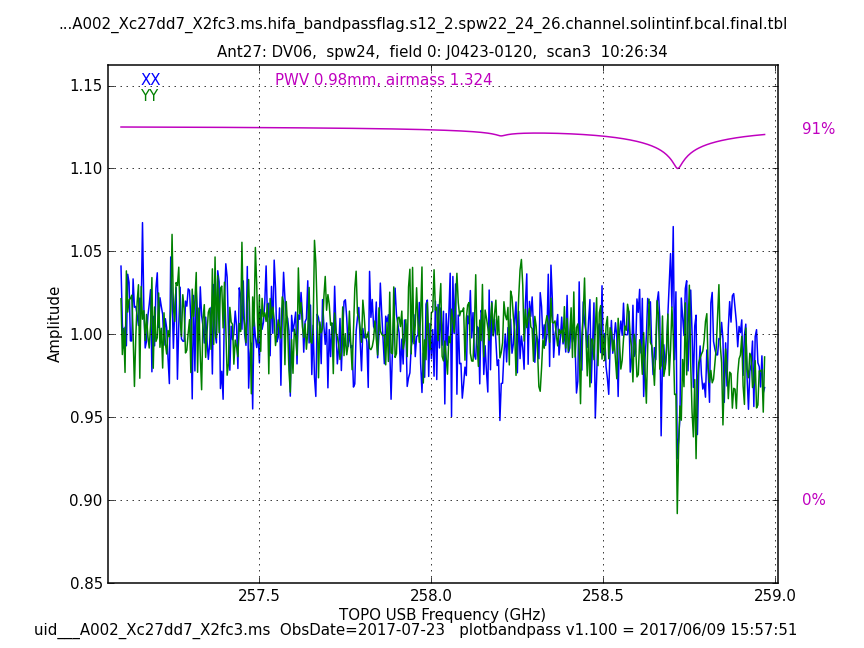 ...A002_Xc27dd7_X2fc3.ms.hifa_bandpassflag.s12_2.spw22_24_26.channel.solintinf.bcal.final.tbl
Ant27: DV06,  spw24,  field 0: J0423-0120,  scan3  10:26:34
XX
PWV 0.98mm, airmass 1.324
YY
1.15
1.10
1.05
1.00
0.95
0.90
0.85
Amplitude
91%
0%
257.5
258.0
258.5
259.0
TOPO USB Frequency (GHz)
uid___A002_Xc27dd7_X2fc3.ms  ObsDate=2017-07-23   plotbandpass v1.100 = 2017/06/09 15:57:51